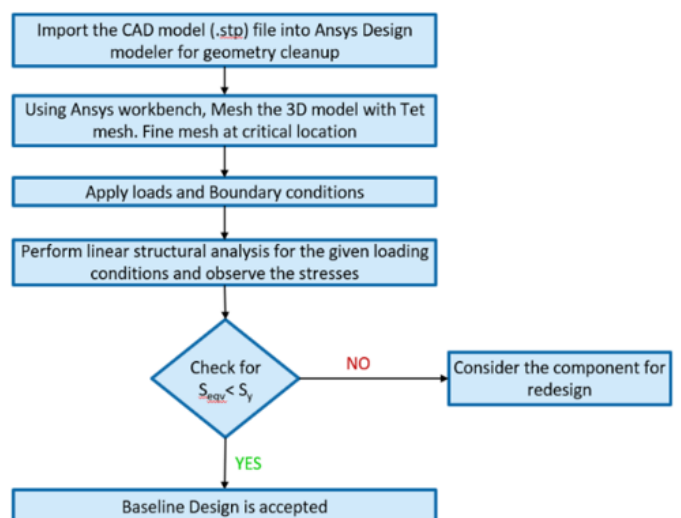 Import the CAD model (.stp) file into Ansys Design
modeler for geometry cleanup
Using Ansys workbench, Mesh the 3D model with Tet
mesh. Fine mesh at critical location
Apply loads and Boundary conditions
Perform linear structural analysis for the given loading
conditions and observe the stresses
Check for
Seqv< Sy
NO
Consider the component for
redesign
YES
Baseline Design is accepted